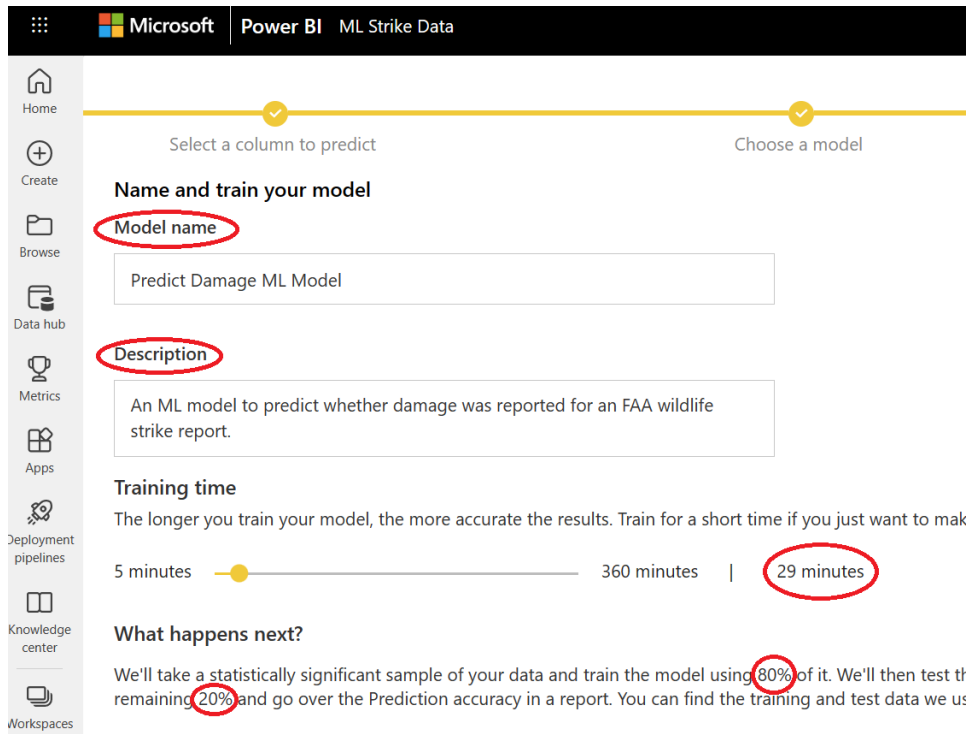 Microsoft Power BI ML Strike Data
Home
Create
Browse
Data hub
Metrics
Apps
Deployment
pipelines
Knowledge
center
Workspaces
Select a column to predict
Choose a model
Name and train your model
Model name
Predict Damage ML Model
Description
An ML model to predict whether damage was reported for an FAA wildlife
strike report.
Training time
The longer you train your model, the more accurate the results. Train for a short time if you just want to mak
5 minutes 360 minutes | 29 minutes
What happens next?
We'll take a statistically significant sample of your data and train the model using 80% of it. We'll then test th
remaining 20% and go over the Prediction accuracy in a report. You can find the training and test data we us